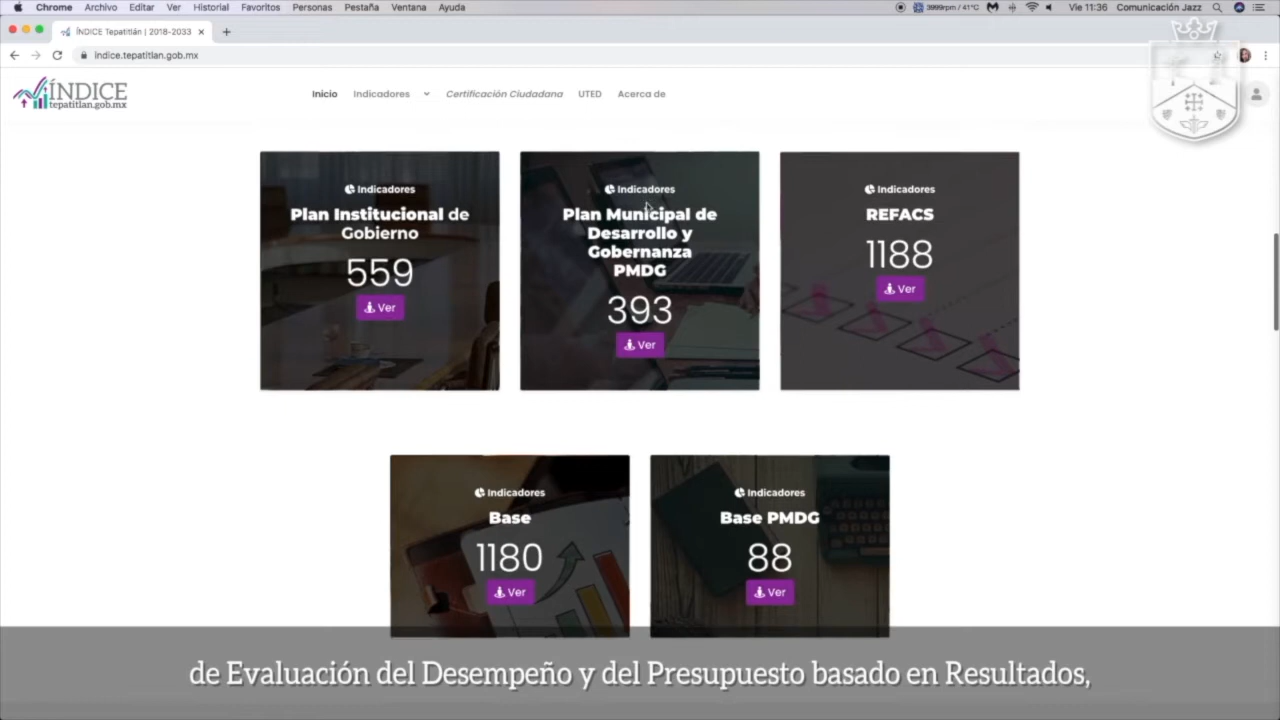 Chrome Archivo Editar Ver Historial Favoritos Personas Pestaña Ventana Ayuda 3999rpm / 41°C Vie 11:36 Comunicación Jazz
ÍNDICE Tepatitlán | 2018-2033
indice.tepatitlan.gob.mx
ÍNDICE
tepatitlan.gob.mx
Inicio Indicadores Certificación Ciudadana UTED Acerca de
Indicadores
Plan Institucional de
Gobierno
559
Ver
Indicadores
Plan Municipal de
Desarrollo y
Gobernanza
PMDG
393
Ver
Indicadores
REFACS
1188
Ver
Indicadores
Base
1180
Ver
Indicadores
Base PMDG
88
Ver
de Evaluación del Desempeño y del Presupuesto basado en Resultados,